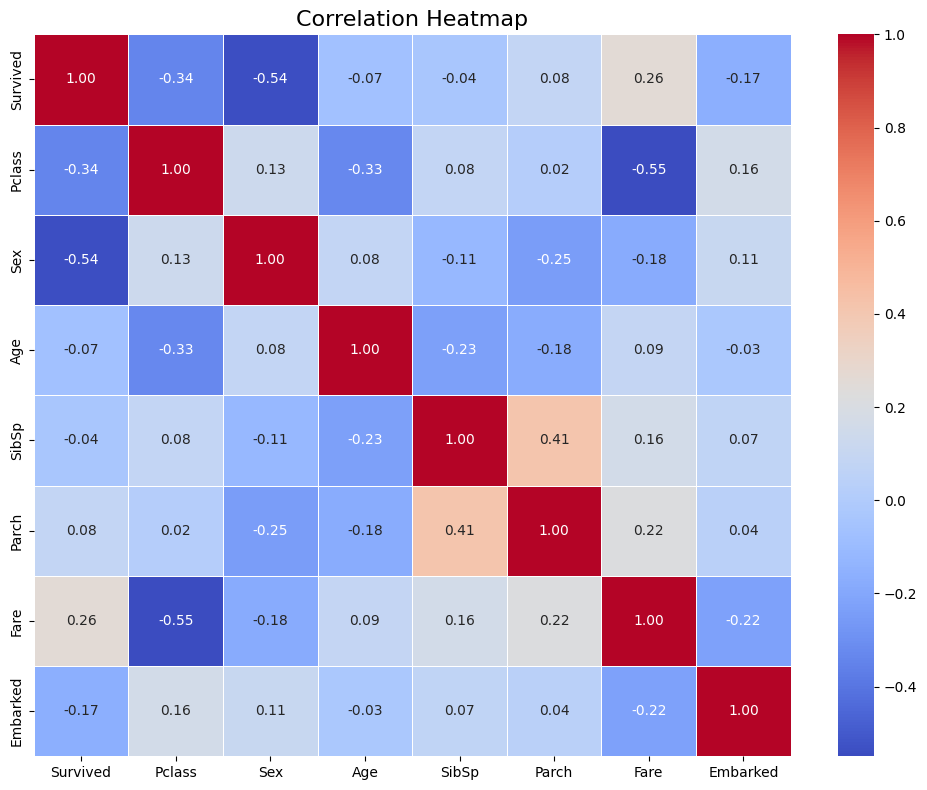 Correlation Heatmap
Survived 1.00 -0.34 -0.54 -0.07 -0.04 0.08 0.26 -0.17
Pclass -0.34 1.00 0.13 -0.33 0.08 0.02 -0.55 0.16
Sex -0.54 0.13 1.00 0.08 -0.11 -0.25 -0.18 0.11
Age -0.07 -0.33 0.08 1.00 -0.23 -0.18 0.09 -0.03
SibSp -0.04 0.08 -0.11 -0.23 1.00 0.41 0.16 0.07
Parch 0.08 0.02 -0.25 -0.18 0.41 1.00 0.22 0.04
Fare 0.26 -0.55 -0.18 0.09 0.16 0.22 1.00 -0.22
Embarked -0.17 0.16 0.11 -0.03 0.07 0.04 -0.22 1.00
Survived Pclass Sex Age SibSp Parch Fare Embarked
1.0
0.8
0.6
0.4
0.2
0.0
−0.2
−0.4